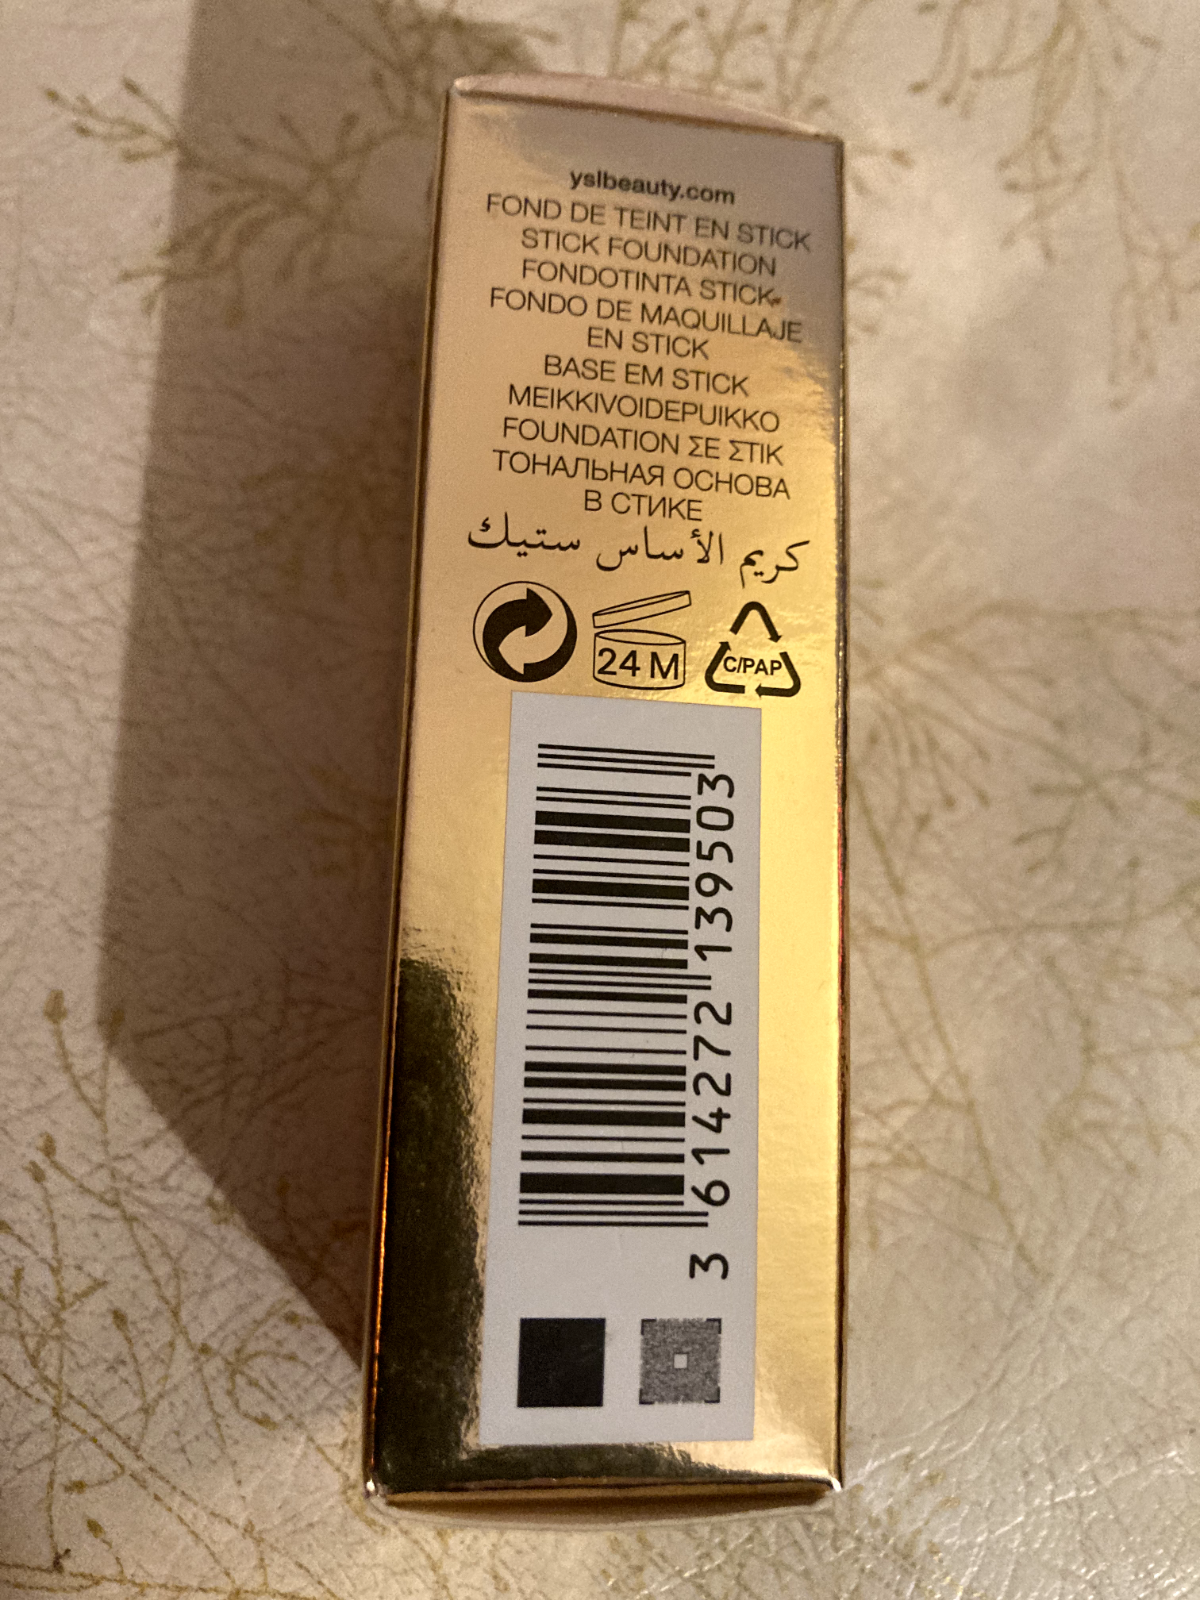 yslbeauty.com
FOND DE TEINT EN STICK
STICK FOUNDATION
FONDOTINTA STICK
FONDO DE MAQUILLAJE
EN STICK
BASE EM STICK
MEIKKIVOIDEPUIKKO
FOUNDATION ΣΕ ΣΤΙΚ
ТОНАЛЬНАЯ ОСНОВА
В СТИКЕ
كريم الأساس ستيك
24 M
C/PAP
3 614272 139503